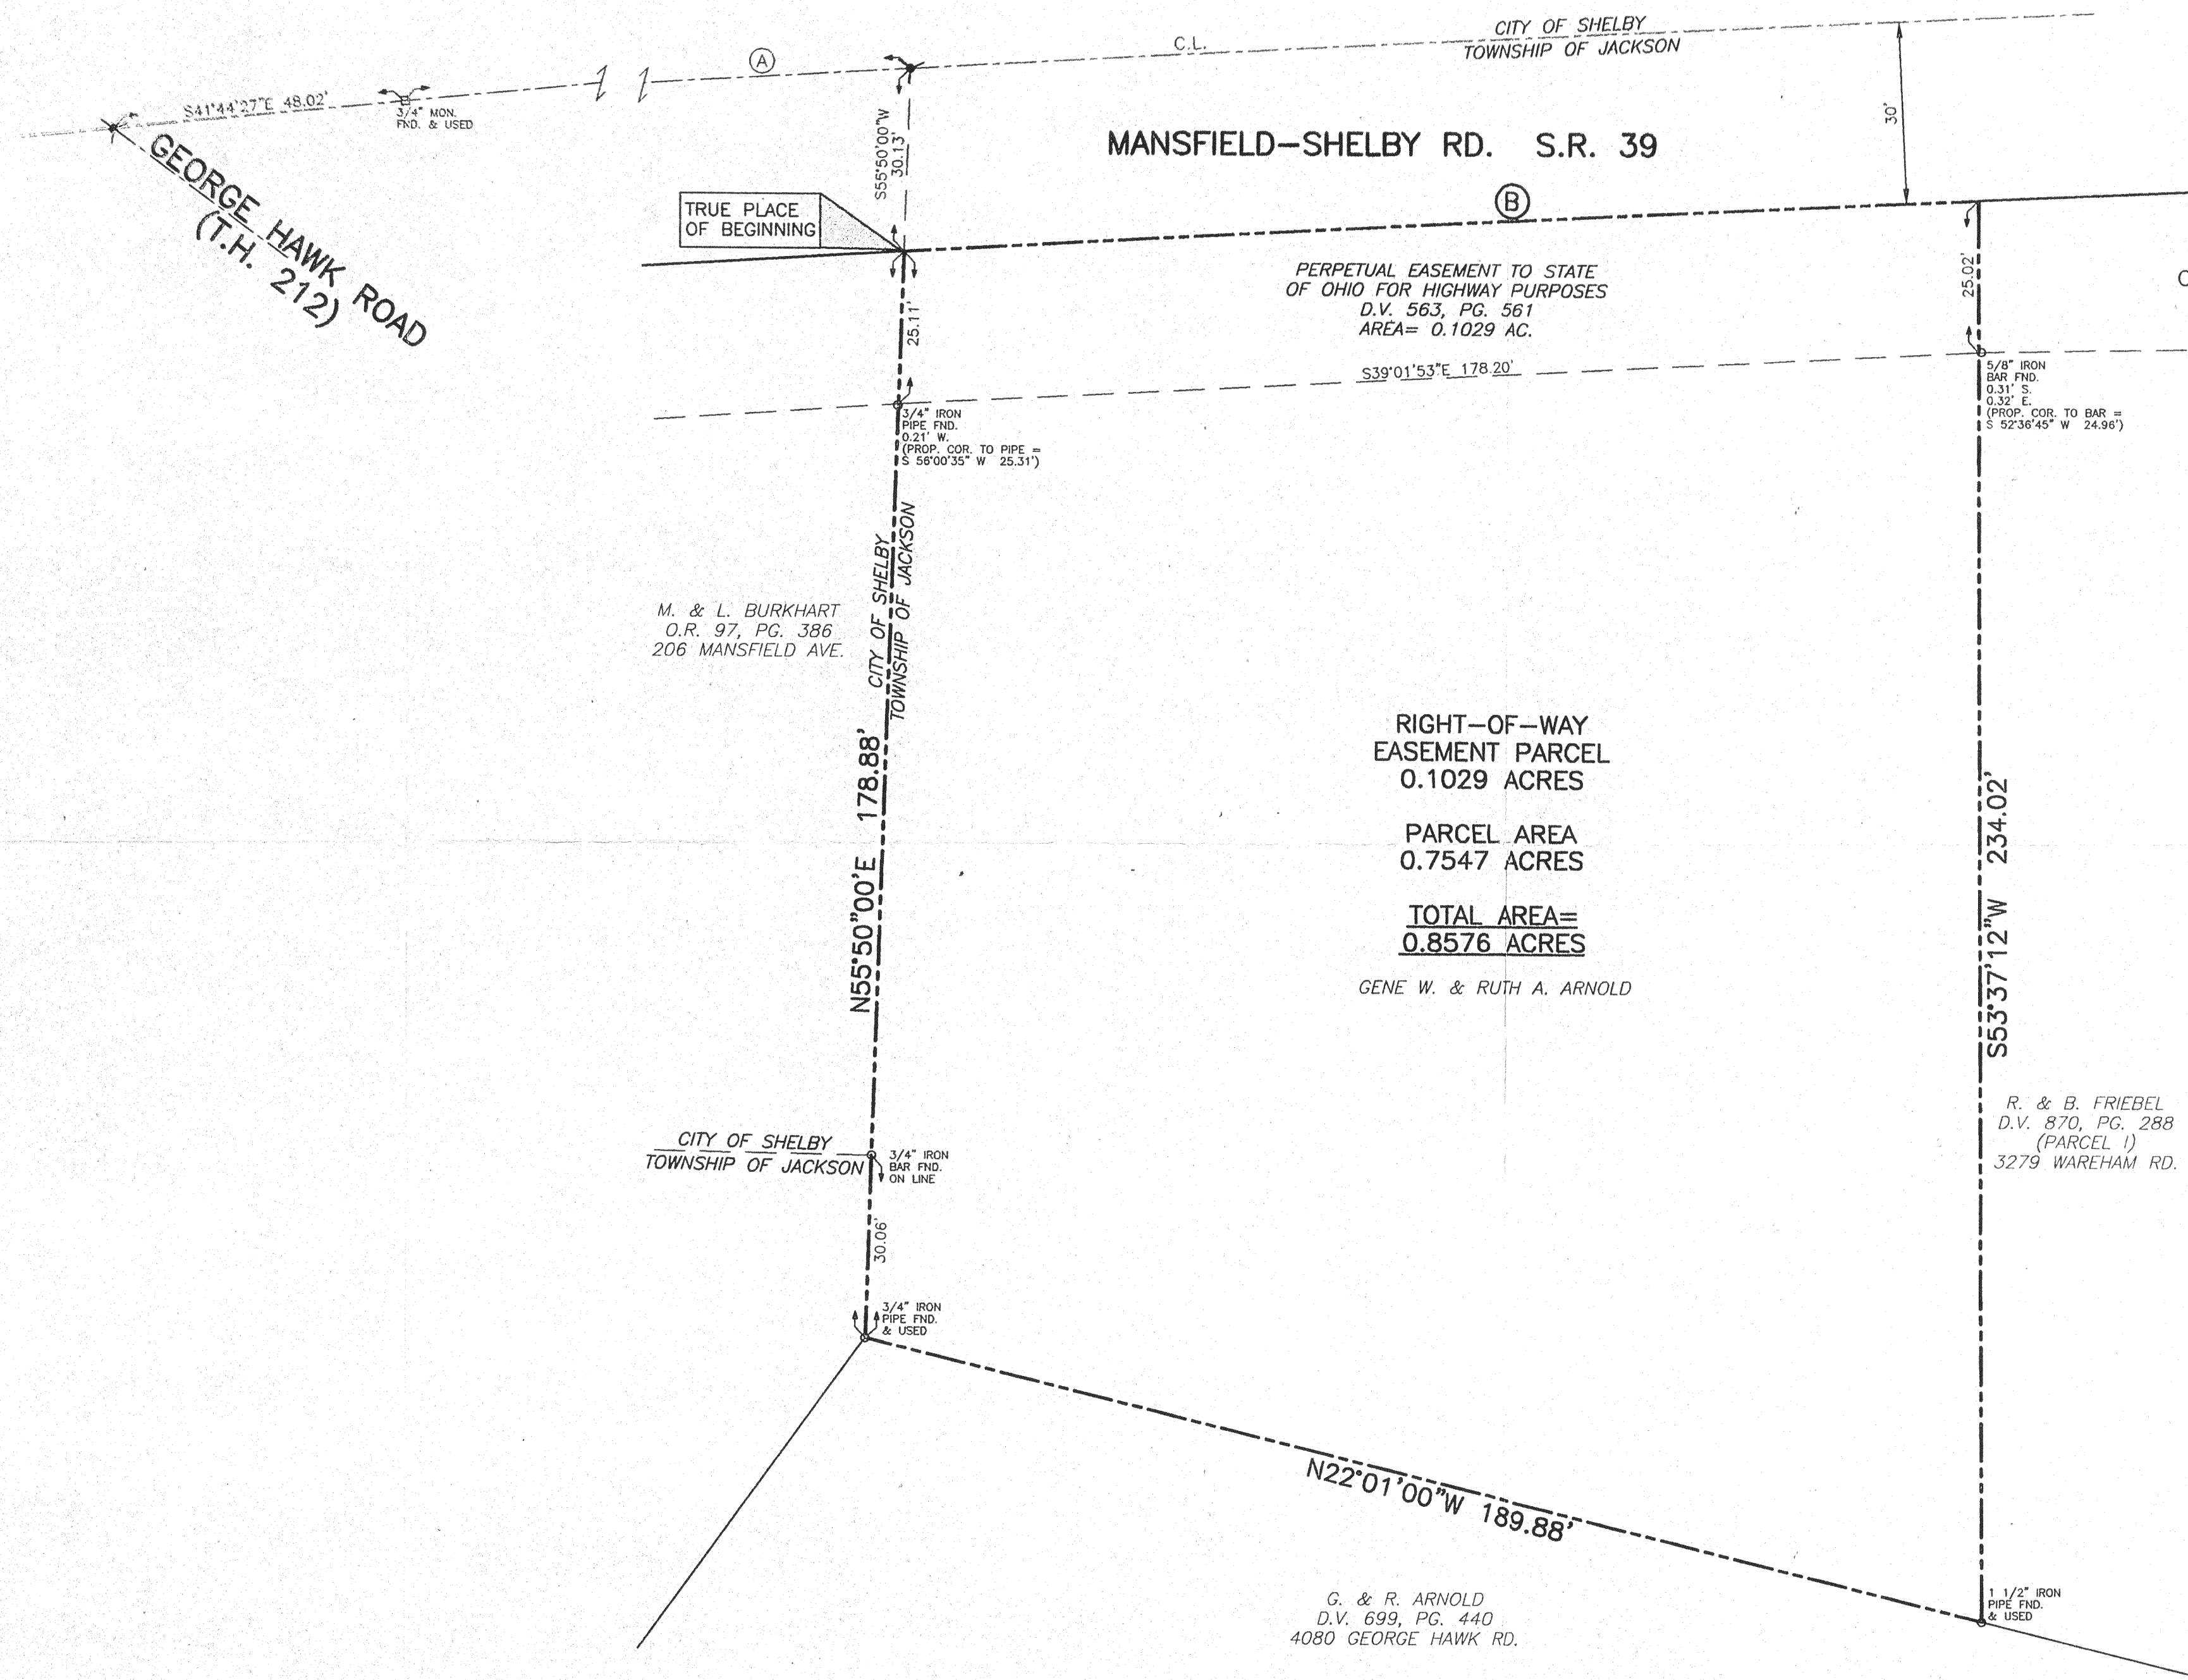 CITY OF SHELBY
TOWNSHIP OF JACKSON
C.L.
A
S41°44'27"E 48.02'
3/4" MON.
FND. & USED
GEORGE HAWK ROAD
(T.H. 212)
S55°50'00"W
30.13'
MANSFIELD-SHELBY RD. S.R. 39
30'
TRUE PLACE
OF BEGINNING
B
PERPETUAL EASEMENT TO STATE
OF OHIO FOR HIGHWAY PURPOSES
D.V. 563, PG. 561
AREA= 0.1029 AC.
25.11'
25.02'
S39°01'53"E 178.20'
3/4" IRON
PIPE FND.
0.21' W.
(PROP. COR. TO PIPE =
S 56°00'35" W 25.31')
5/8" IRON
BAR FND.
0.31' S.
0.32' E.
(PROP. COR. TO BAR =
S 52°36'45" W 24.96')
CITY OF SHELBY
TOWNSHIP OF JACKSON
M. & L. BURKHART
O.R. 97, PG. 386
206 MANSFIELD AVE.
N55°50"00'E 178.88'
RIGHT-OF-WAY
EASEMENT PARCEL
0.1029 ACRES
PARCEL AREA
0.7547 ACRES
TOTAL AREA=
0.8576 ACRES
GENE W. & RUTH A. ARNOLD
S53°37'12"W 234.02'
R. & B. FRIEBEL
D.V. 870, PG. 288
(PARCEL I)
3279 WAREHAM RD.
CITY OF SHELBY
TOWNSHIP OF JACKSON
3/4" IRON
BAR FND.
ON LINE
30.06'
3/4" IRON
PIPE FND.
& USED
N22°01'00"W 189.88'
G. & R. ARNOLD
D.V. 699, PG. 440
4080 GEORGE HAWK RD.
1 1/2" IRON
PIPE FND.
& USED